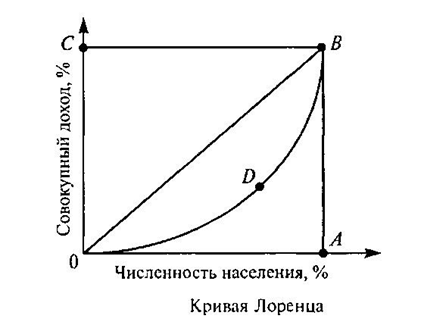 C
B
Совокупный доход, %
D
A
0
Численность населения, %
Кривая Лоренца